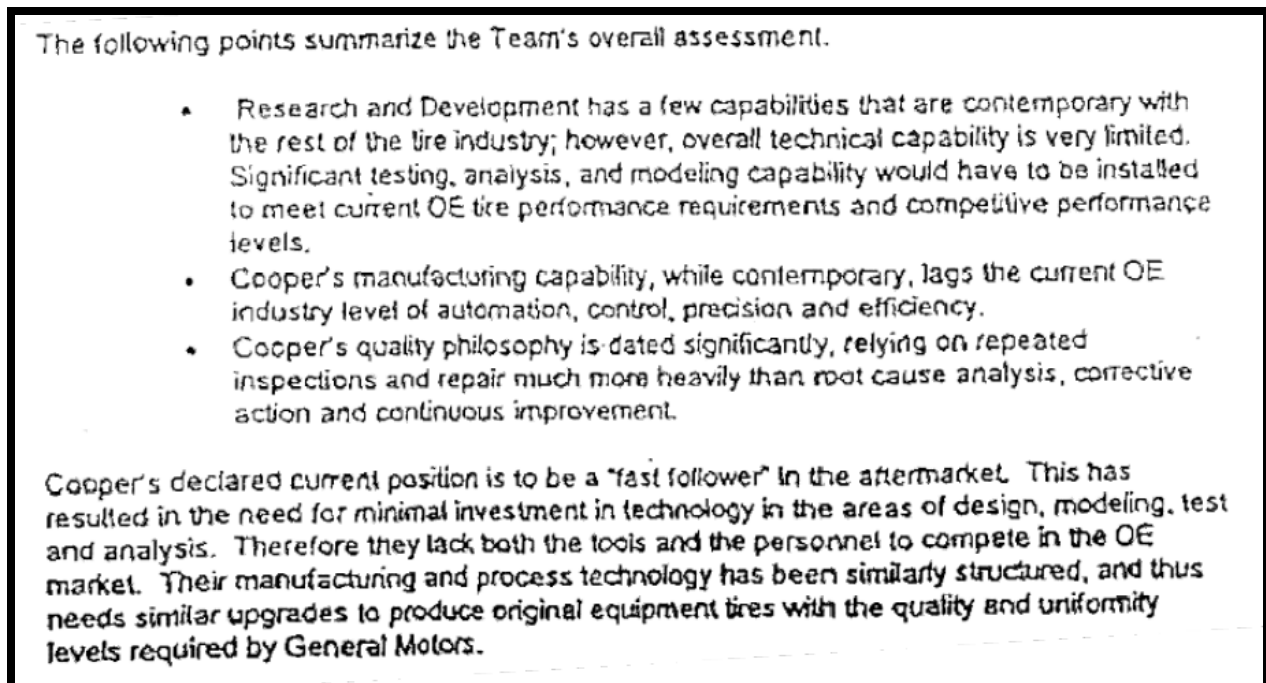 The following points summarize the Team's overall assessment.
• Research and Development has a few capabilities that are contemporary with
the rest of the tire industry; however, overall technical capability is very limited.
Significant testing, analysis, and modeling capability would have to be installed
to meet current OE tire performance requirements and competitive performance
levels.
• Cooper's manufacturing capability, while contemporary, lags the current OE
industry level of automation, control, precision and efficiency.
• Cooper's quality philosophy is dated significantly, relying on repeated
inspections and repair much more heavily than root cause analysis, corrective
action and continuous improvement.
Cooper's declared current position is to be a "fast follower" in the aftermarket. This has
resulted in the need for minimal investment in technology in the areas of design, modeling, test
and analysis. Therefore they lack both the tools and the personnel to compete in the OE
market. Their manufacturing and process technology has been similarly structured, and thus
needs similar upgrades to produce original equipment tires with the quality and uniformity
levels required by General Motors.